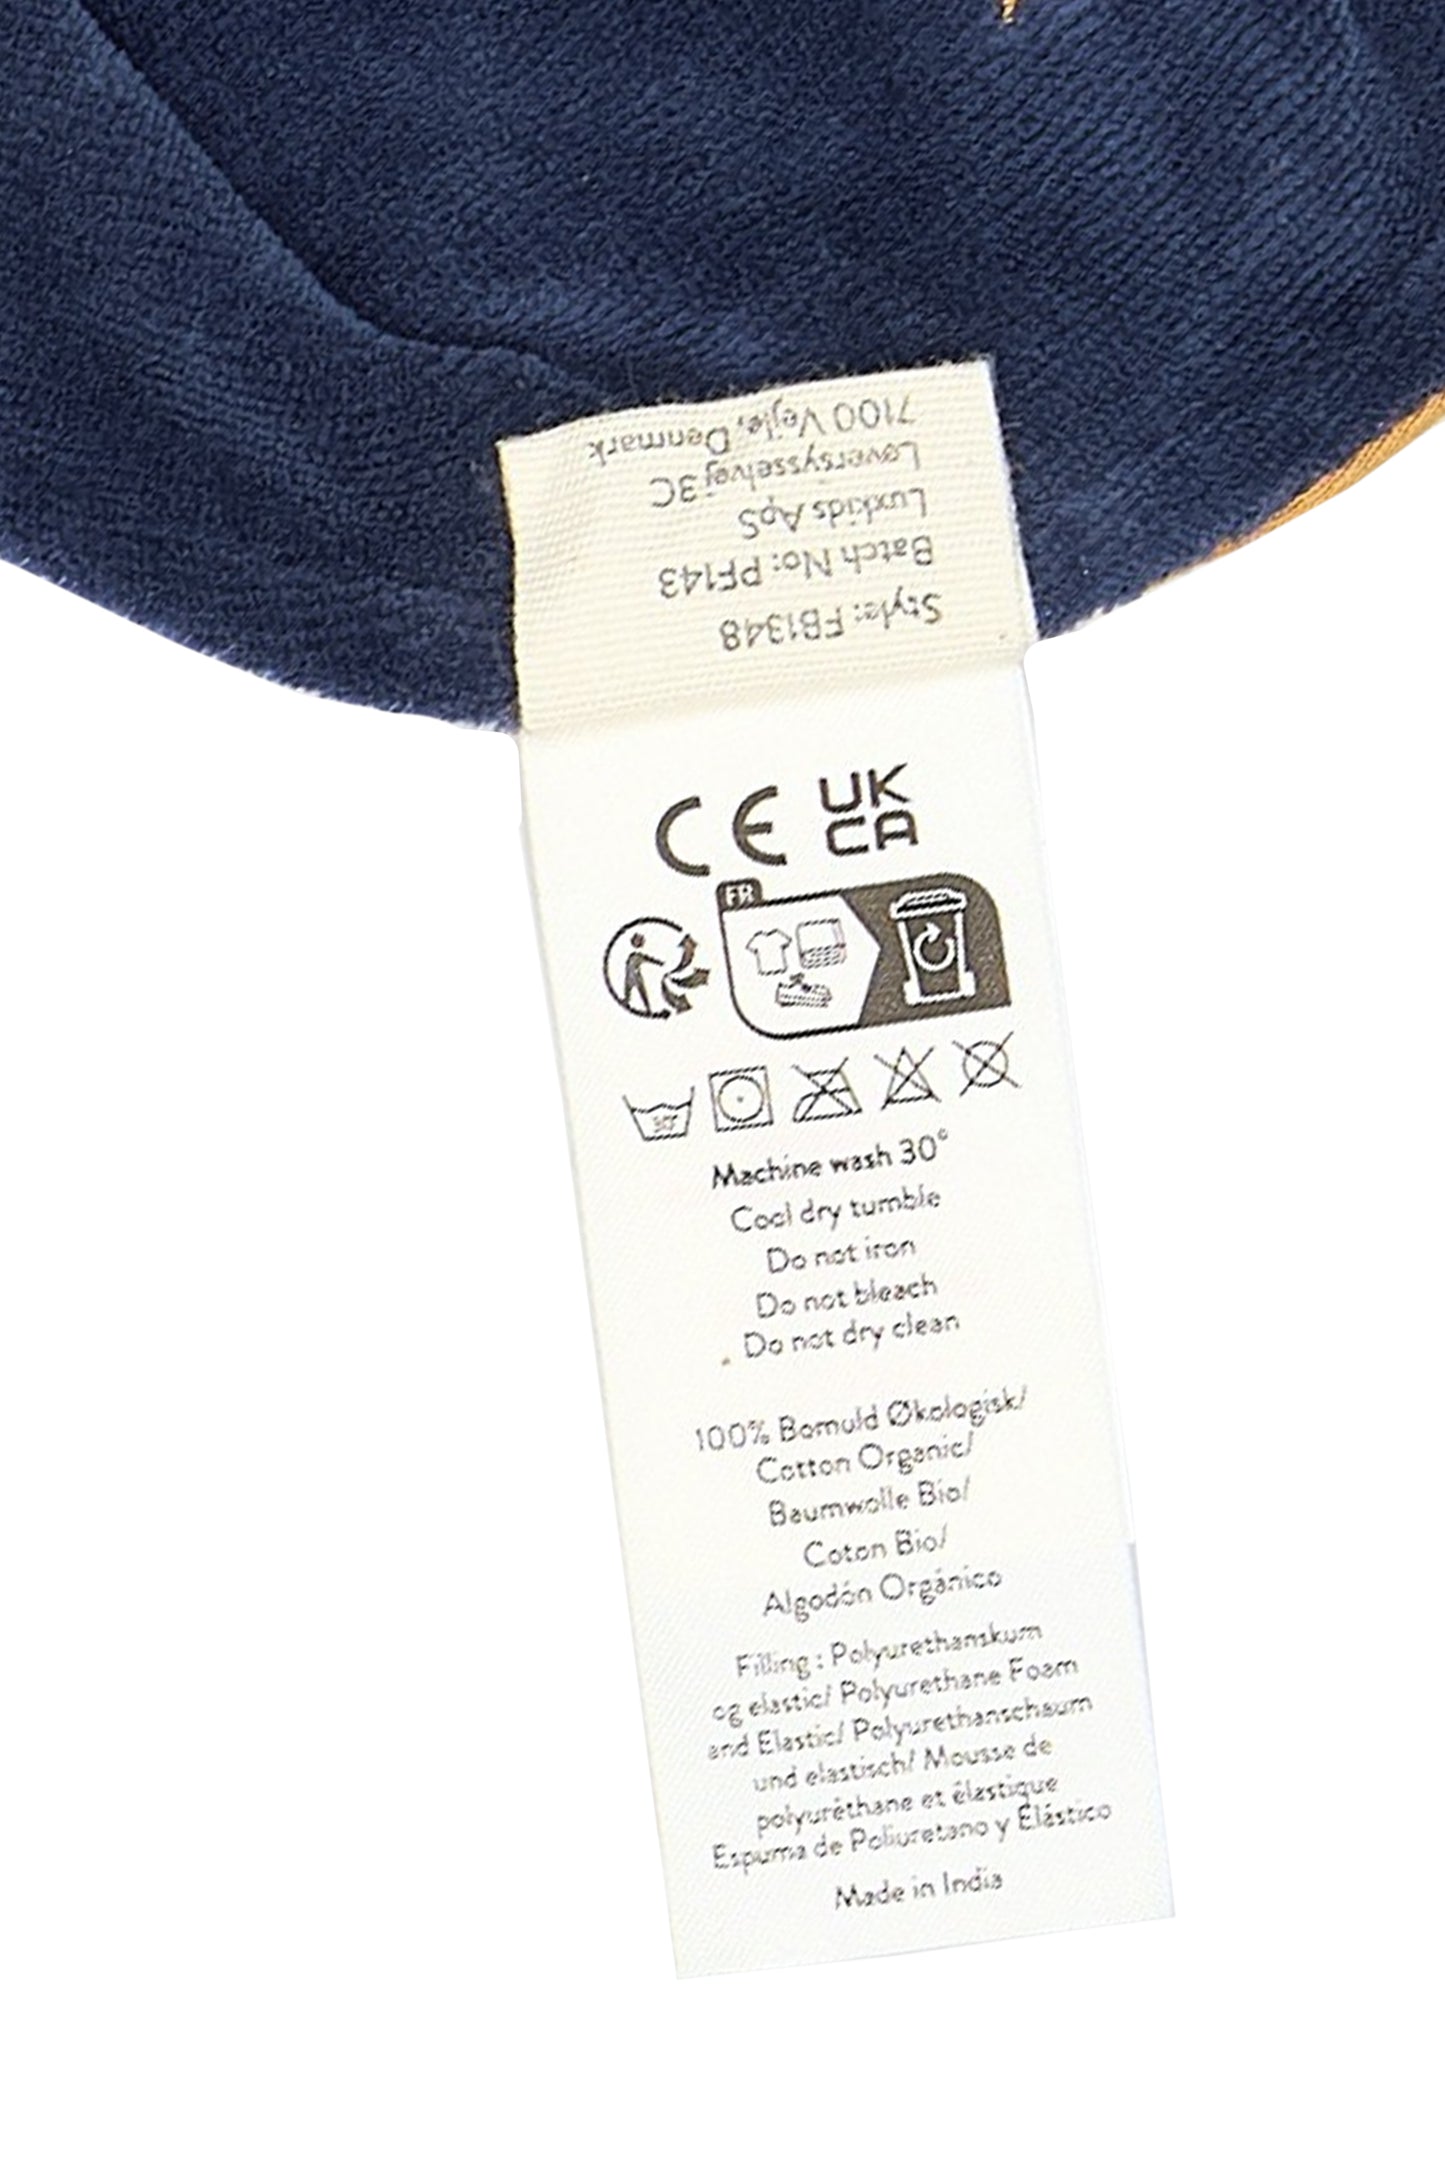 7100 Vejle, Denmark
Løversysselvej 3C
Luxkids ApS
Batch No: PF143
Style: FB1348
CE UK
CA
FR
30°
Machine wash 30°
Cool dry tumble
Do not iron
Do not bleach
Do not dry clean
100% Bomuld Økologisk/
Cotton Organic/
Baumwolle Bio/
Coton Bio/
Algodón Orgánico
Filling : Polyurethanskum
og elastic/ Polyurethane Foam
and Elastic/ Polyurethanschaum
und elastisch/ Mousse de
polyuréthane et élastique
Espuma de Poliuretano y Elástico
Made in India